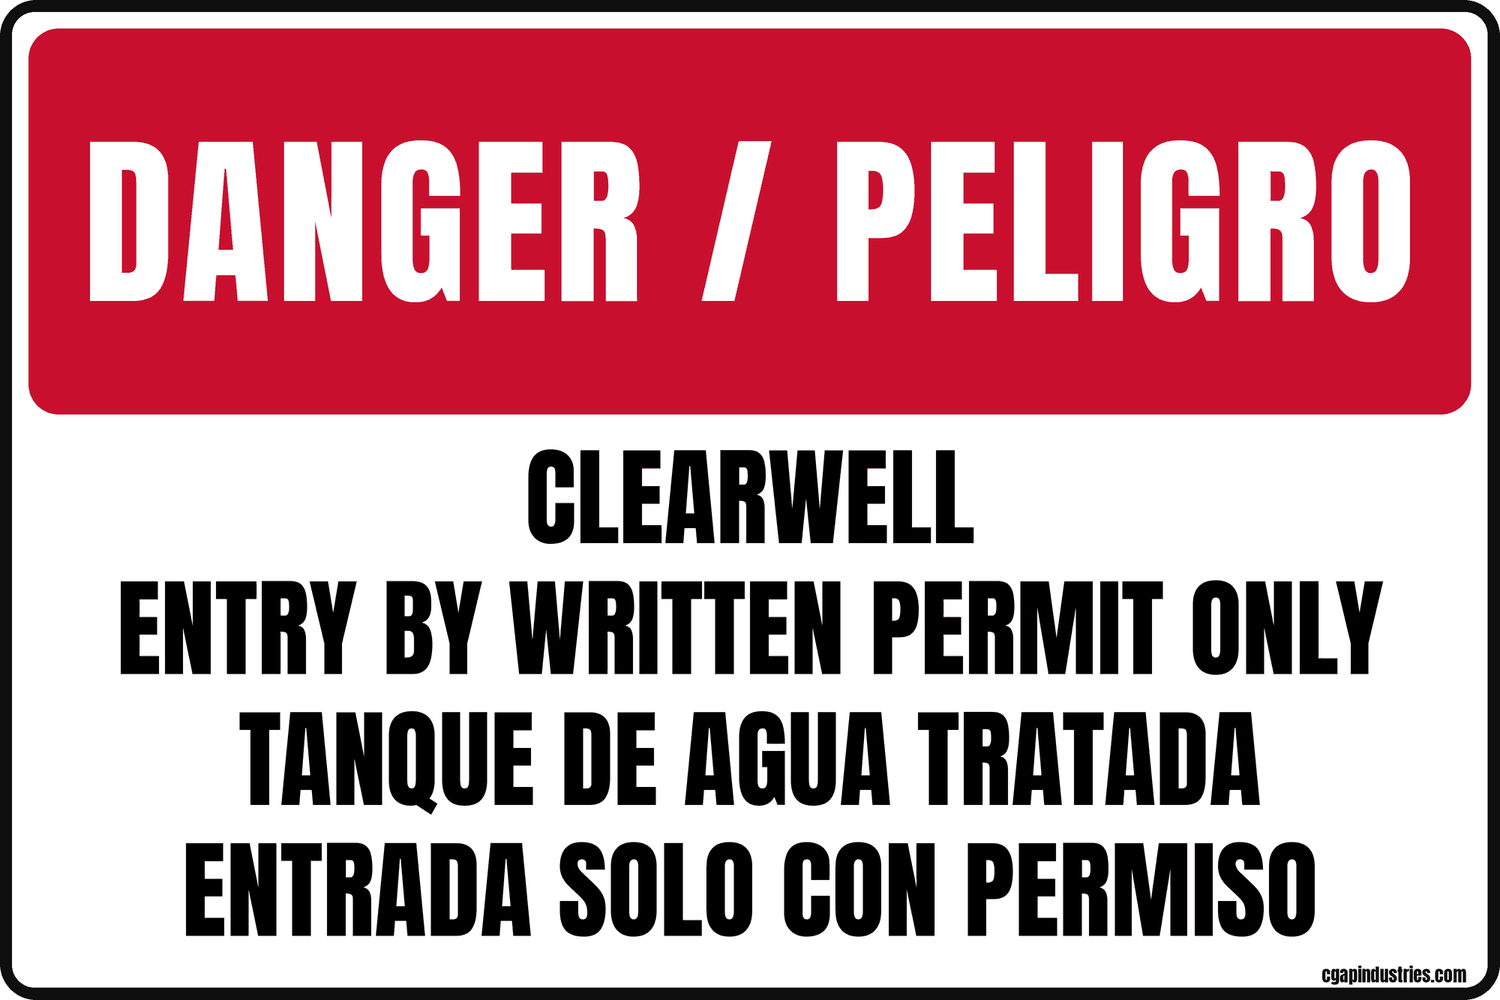 DANGER / PELIGRO
CLEARWELL
ENTRY BY WRITTEN PERMIT ONLY
TANQUE DE AGUA TRATADA
ENTRADA SOLO CON PERMISO
cgapindustries.com